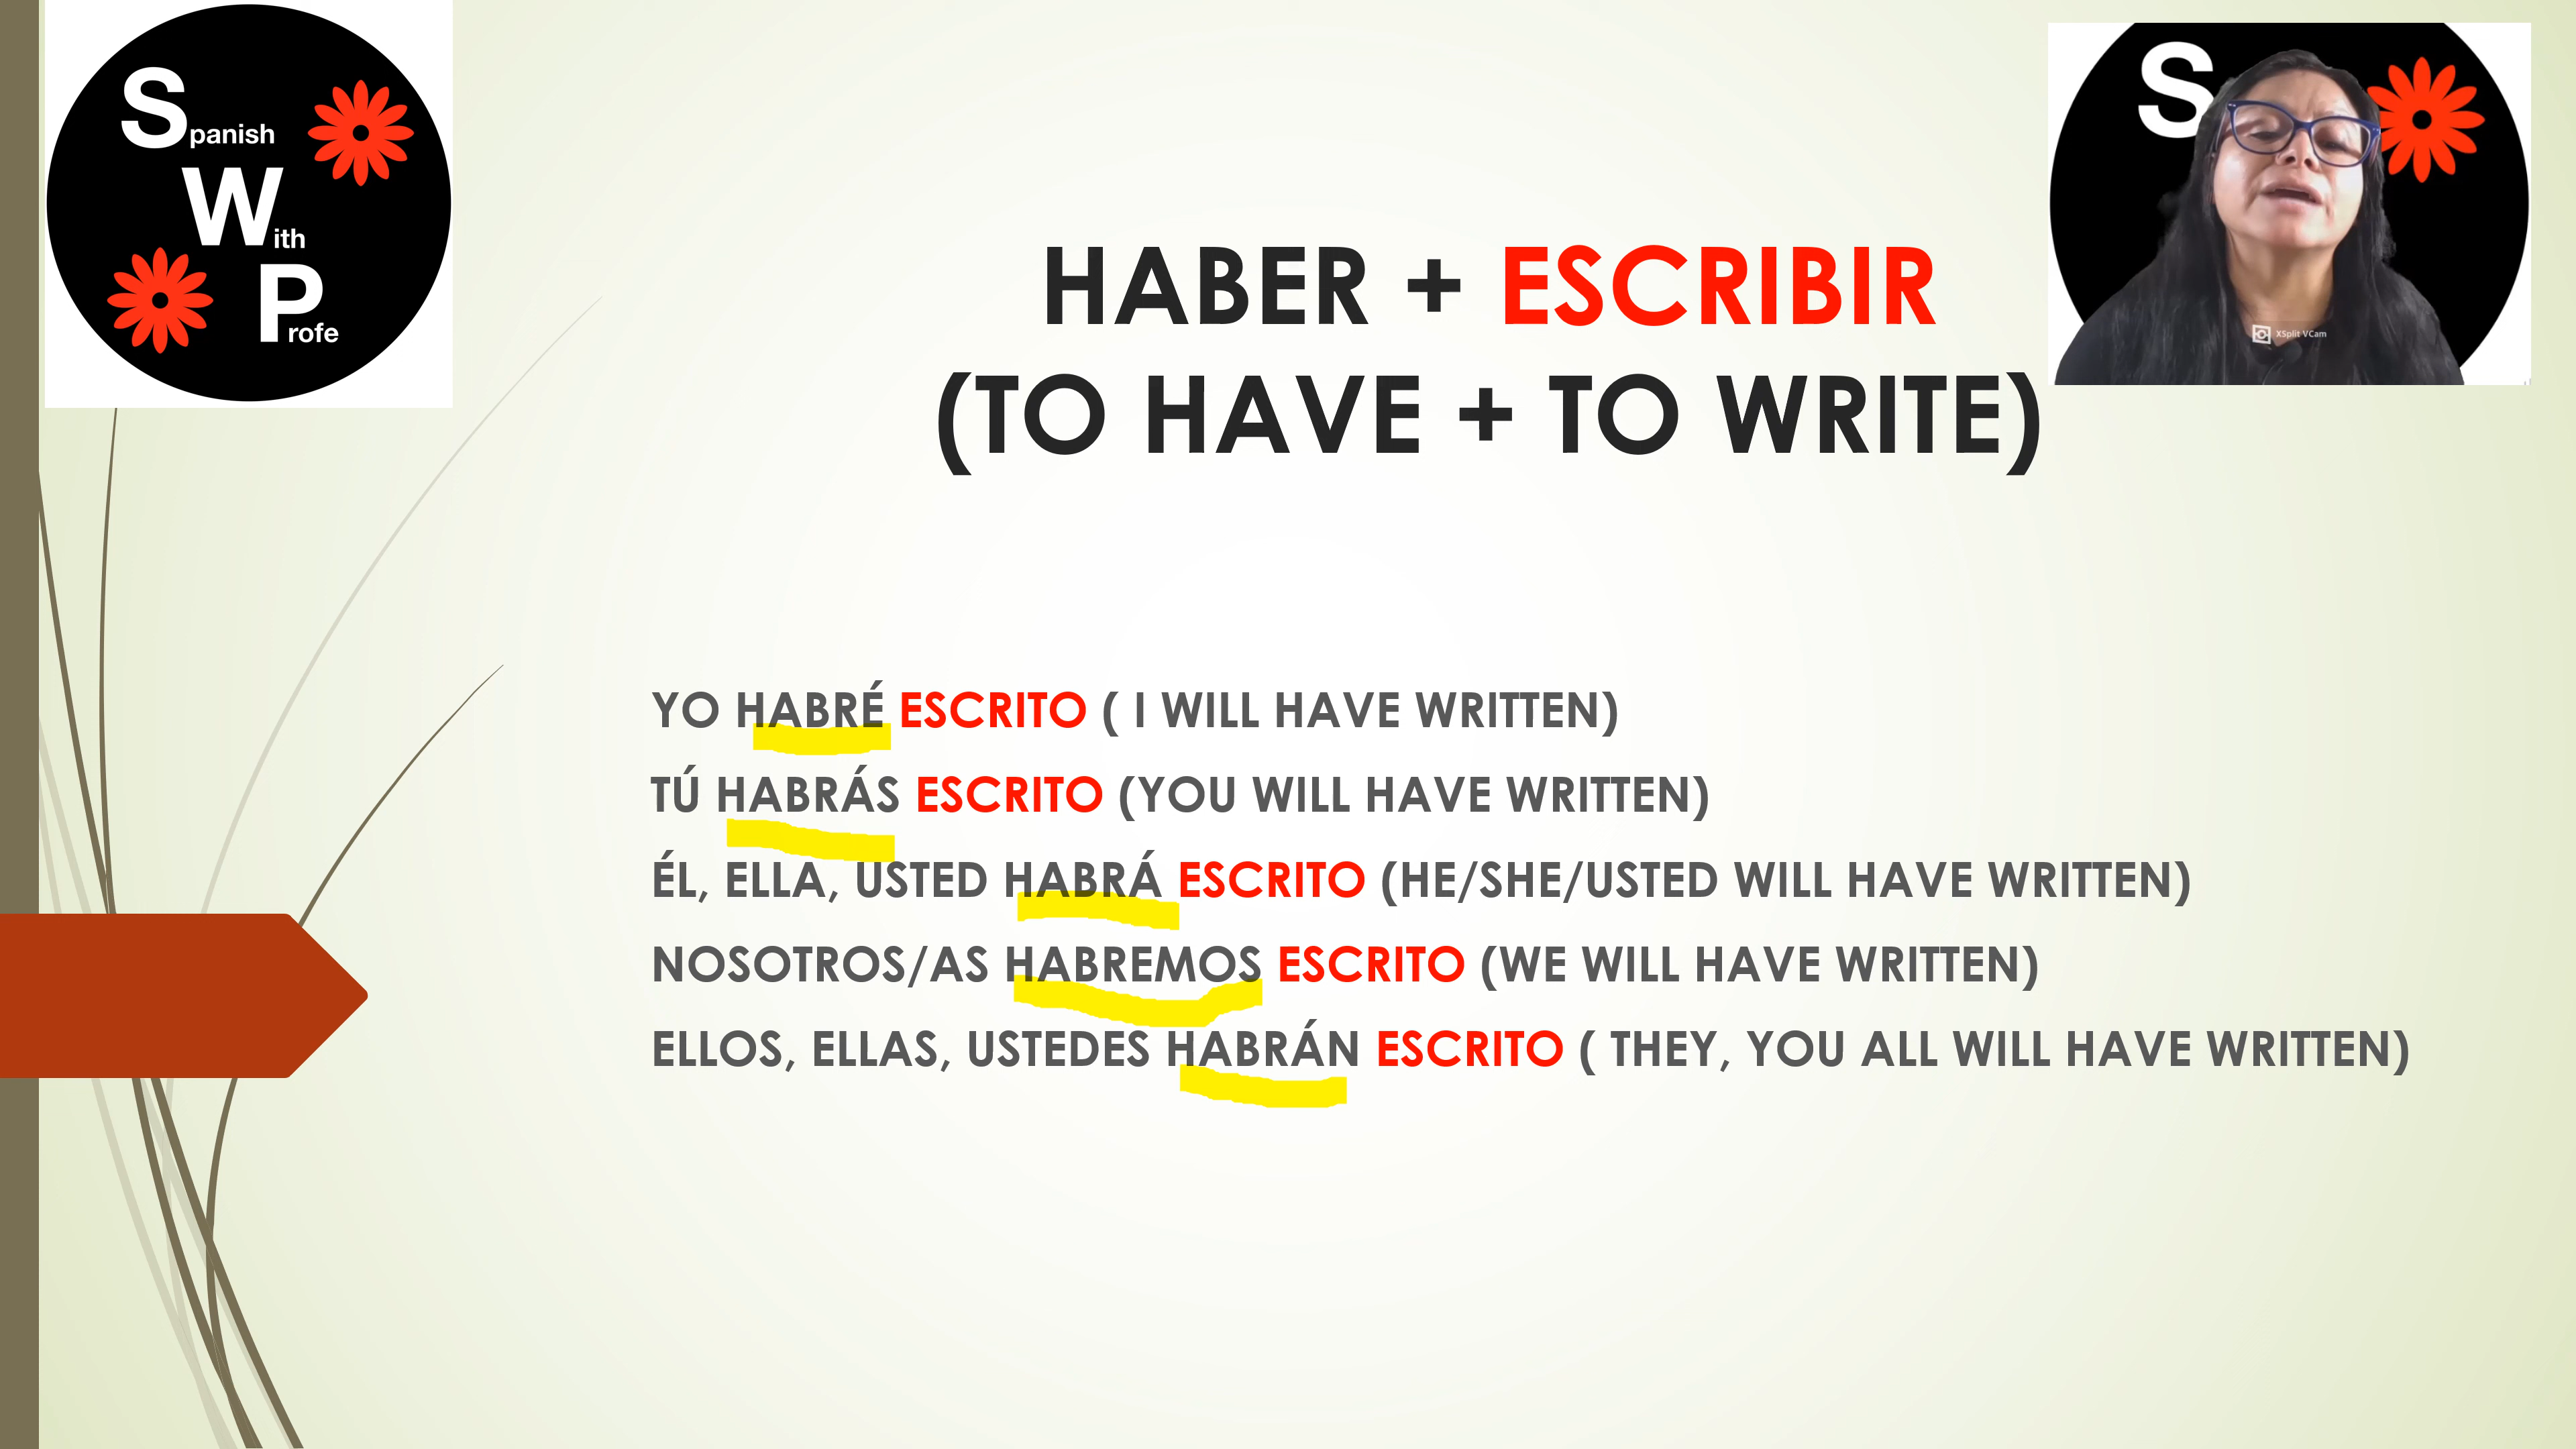 Spanish
With
Profe
S
XSplit VCam
HABER + ESCRIBIR
(TO HAVE + TO WRITE)
YO HABRÉ ESCRITO ( I WILL HAVE WRITTEN)
TÚ HABRÁS ESCRITO (YOU WILL HAVE WRITTEN)
ÉL, ELLA, USTED HABRÁ ESCRITO (HE/SHE/USTED WILL HAVE WRITTEN)
NOSOTROS/AS HABREMOS ESCRITO (WE WILL HAVE WRITTEN)
ELLOS, ELLAS, USTEDES HABRÁN ESCRITO ( THEY, YOU ALL WILL HAVE WRITTEN)